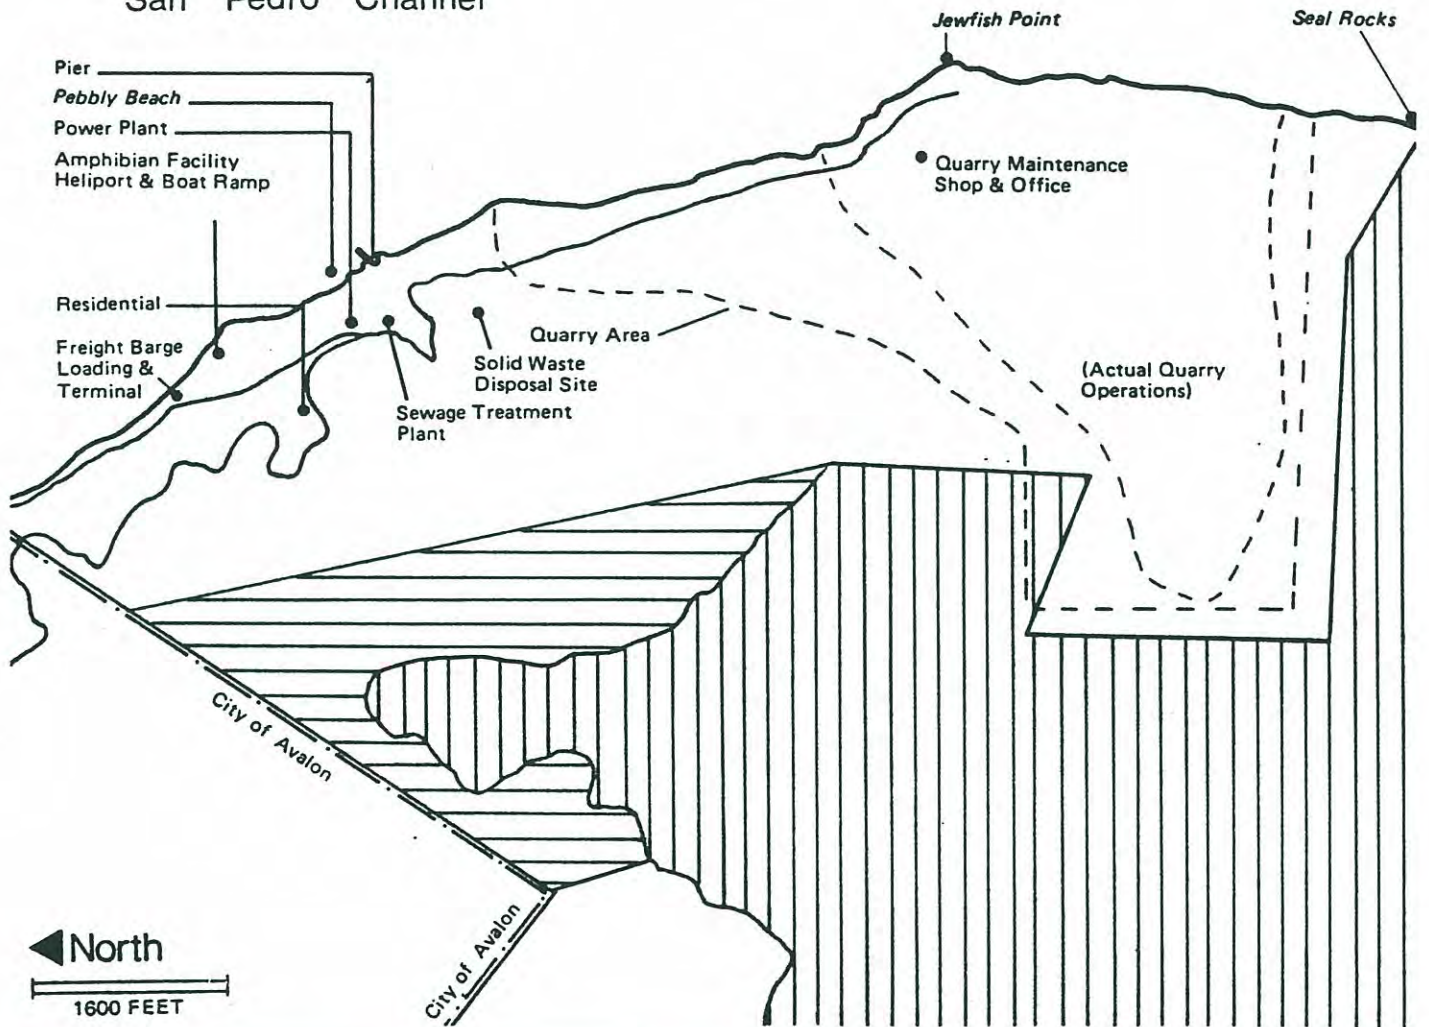 San Pedro Channel
Jewfish Point
Seal Rocks
Pier
Pebbly Beach
Power Plant
Amphibian Facility
Heliport & Boat Ramp
Quarry Maintenance
Shop & Office
Residential
Freight Barge
Loading &
Terminal
Quarry Area
Solid Waste
Disposal Site
Sewage Treatment
Plant
(Actual Quarry
Operations)
City of Avalon
City of Avalon
North
1600 FEET